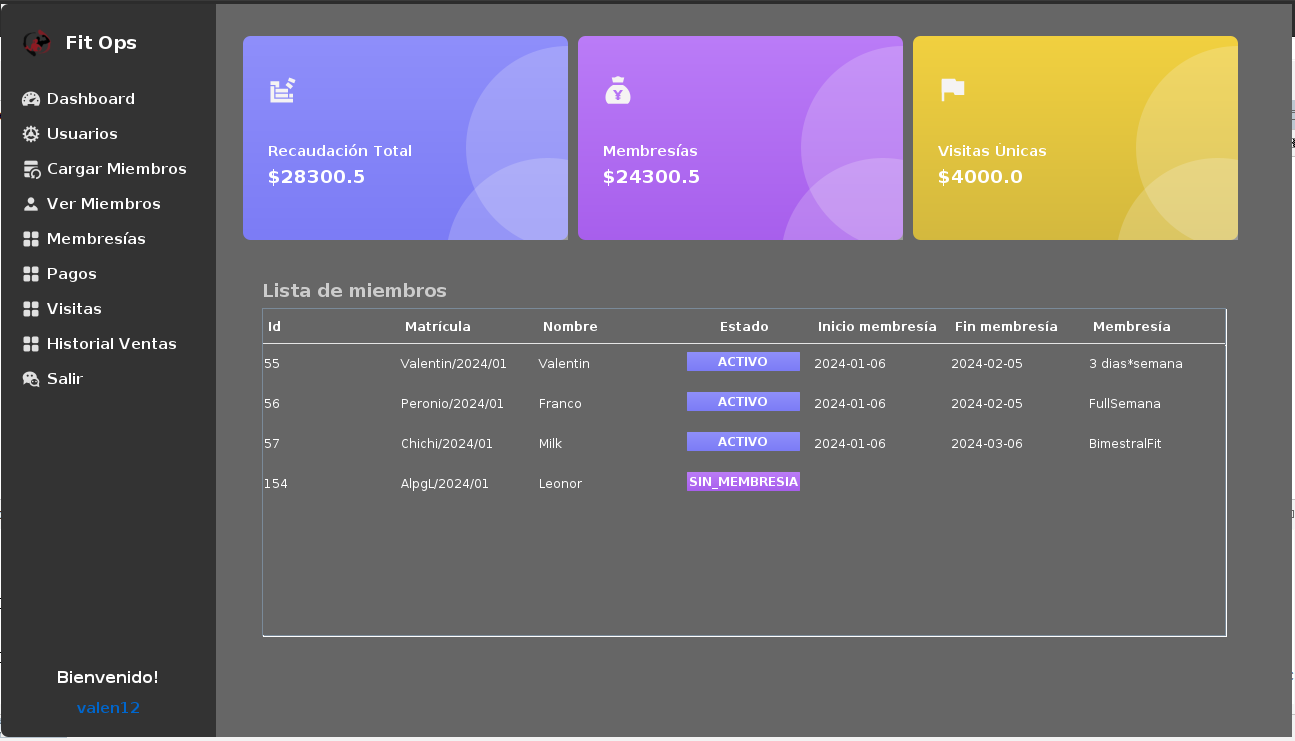 Fit Ops
Dashboard
Usuarios
Cargar Miembros
Ver Miembros
Membresías
Pagos
Visitas
Historial Ventas
Salir
Bienvenido!
valen12
Recaudación Total
$28300.5
¥
Membresías
$24300.5
Visitas Únicas
$4000.0
Lista de miembros
Id Matrícula Nombre Estado Inicio membresía Fin membresía Membresía
55 Valentin/2024/01 Valentin ACTIVO 2024-01-06 2024-02-05 3 dias*semana
56 Peronio/2024/01 Franco ACTIVO 2024-01-06 2024-02-05 FullSemana
57 Chichi/2024/01 Milk ACTIVO 2024-01-06 2024-03-06 BimestralFit
154 AlpgL/2024/01 Leonor SIN_MEMBRESIA